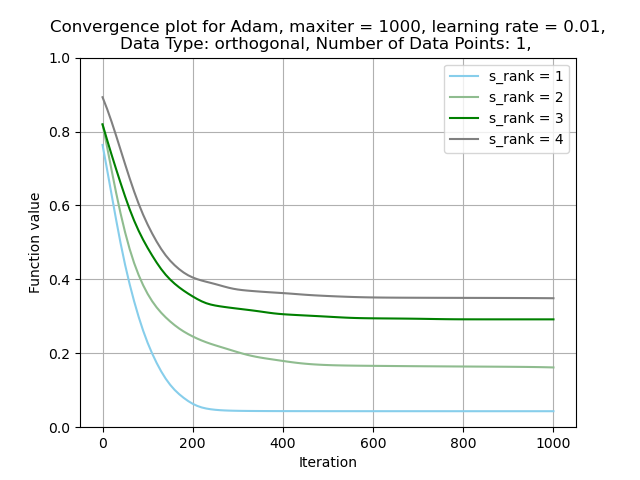 Convergence plot for Adam, maxiter = 1000, learning rate = 0.01,
Data Type: orthogonal, Number of Data Points: 1,
1.0
0.8
0.6
0.4
0.2
0.0
Function value
s_rank = 1
s_rank = 2
s_rank = 3
s_rank = 4
0 200 400 600 800 1000
Iteration